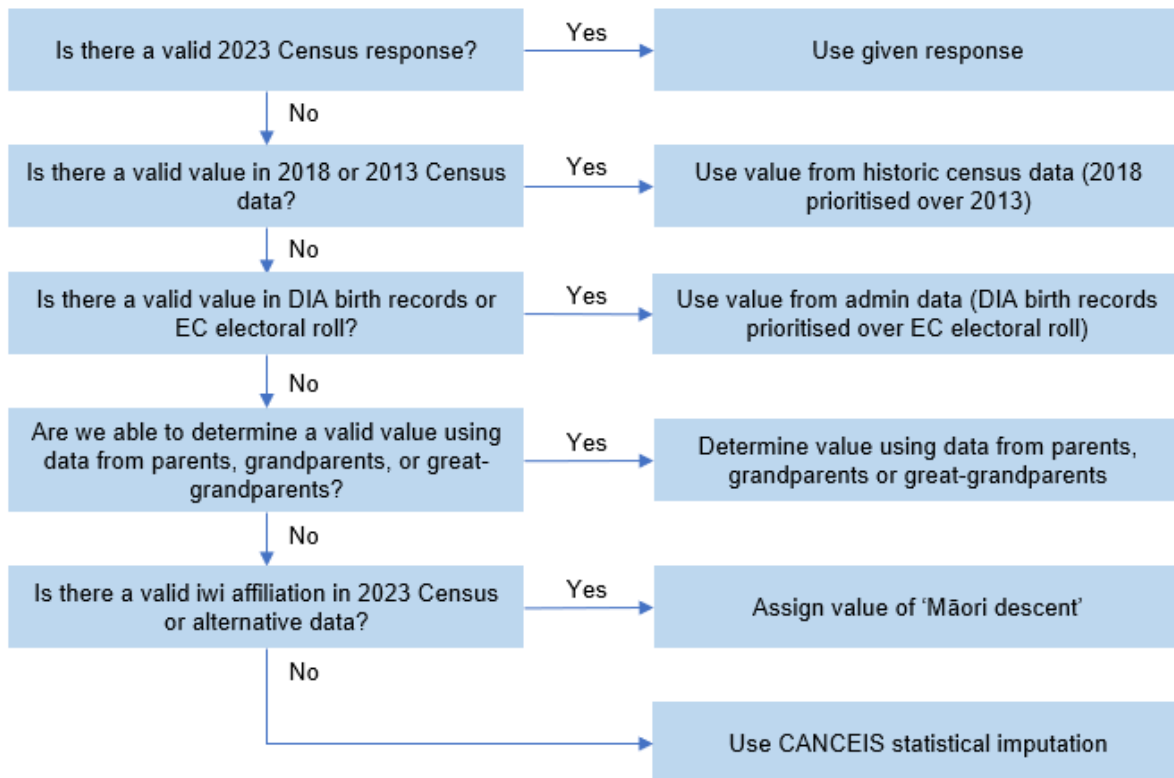 Is there a valid 2023 Census response?
Yes
Use given response
No
Is there a valid value in 2018 or 2013 Census
data?
Yes
Use value from historic census data (2018
prioritised over 2013)
No
Is there a valid value in DIA birth records or
EC electoral roll?
Yes
Use value from admin data (DIA birth records
prioritised over EC electoral roll)
No
Are we able to determine a valid value using
data from parents, grandparents, or great-
grandparents?
Yes
Determine value using data from parents,
grandparents or great-grandparents
No
Is there a valid iwi affiliation in 2023 Census
or alternative data?
Yes
Assign value of ‘Māori descent’
No
Use CANCEIS statistical imputation